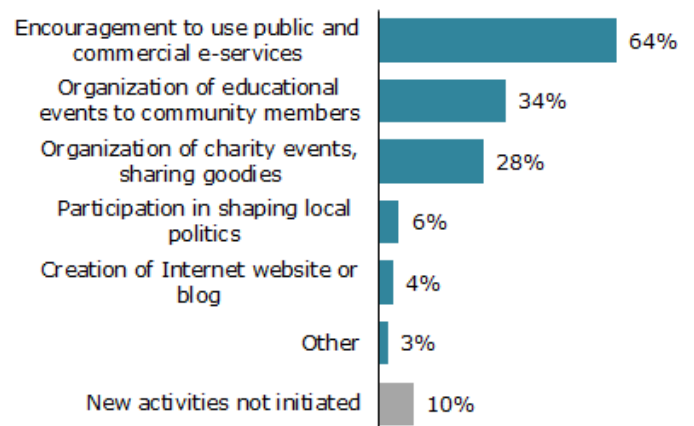 Encouragement to use public and
commercial e-services
64%
Organization of educational
events to community members
34%
Organization of charity events,
sharing goodies
28%
Participation in shaping local
politics
6%
Creation of Internet website or
blog
4%
Other
3%
New activities not initiated
10%